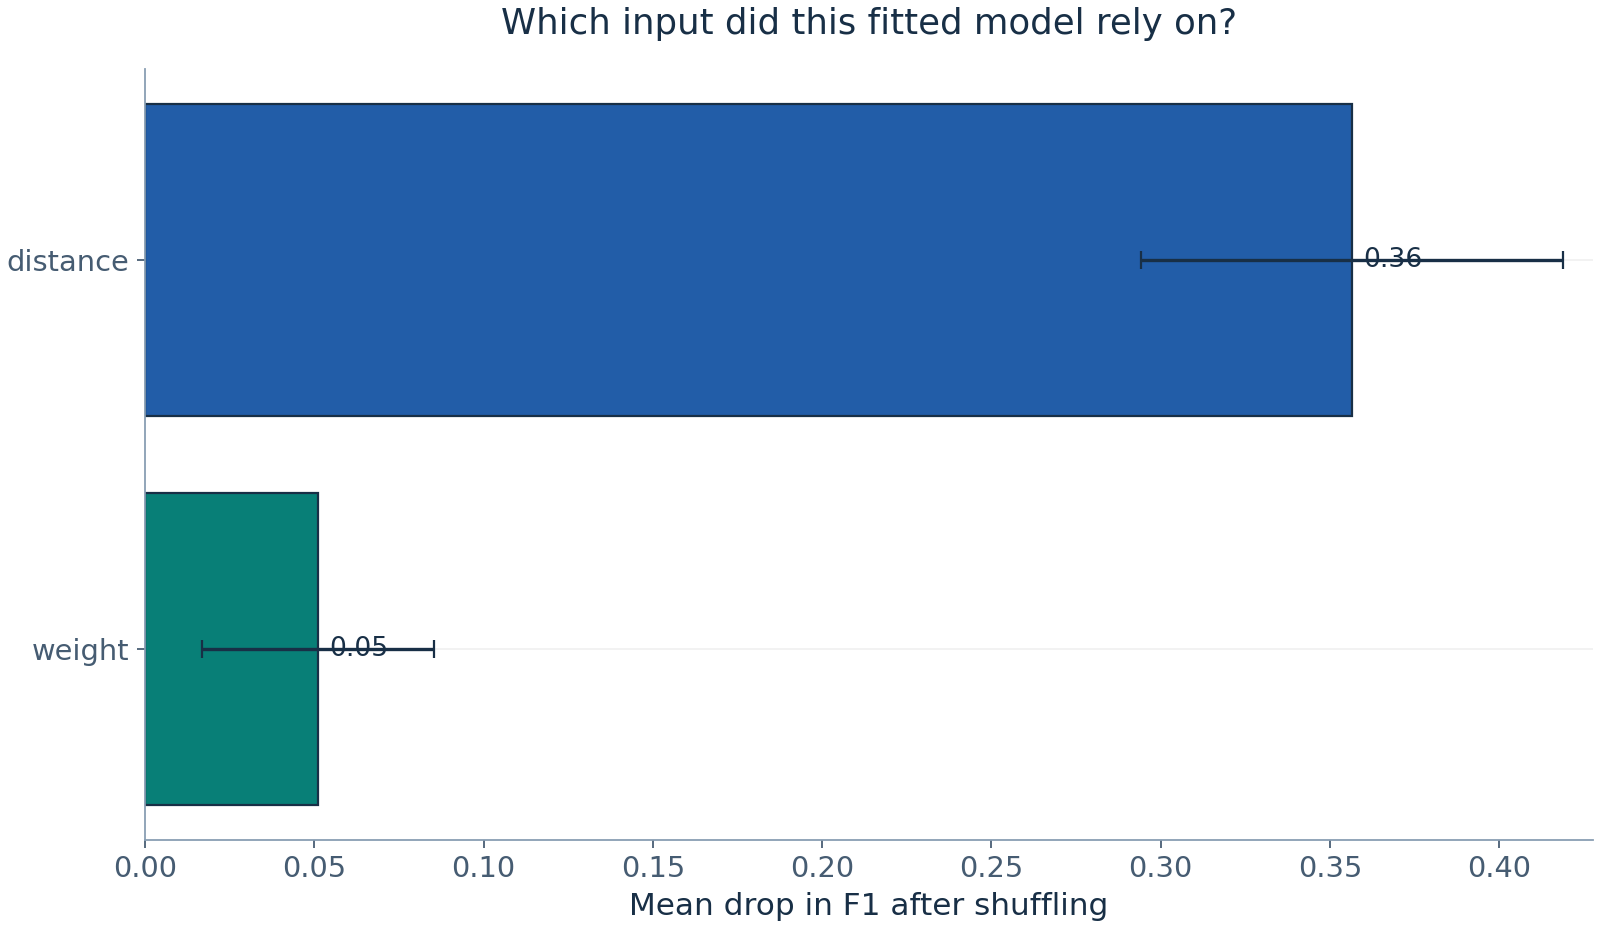 Which input did this fitted model rely on?
distance
0.36
weight
0.05
0.00 0.05 0.10 0.15 0.20 0.25 0.30 0.35 0.40
Mean drop in F1 after shuffling